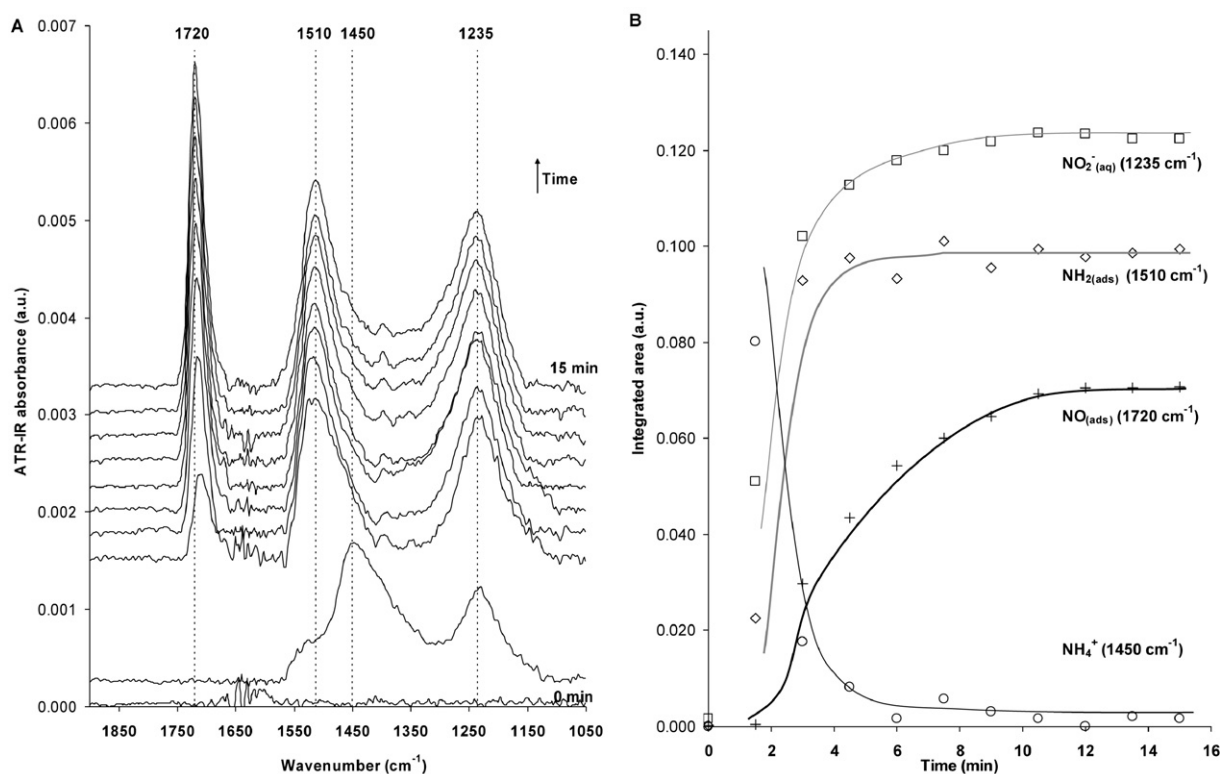 A
0.007
0.006
0.005
0.004
0.003
0.002
0.001
0.000
ATR-IR absorbance (a.u.)
1720 1510 1450 1235
Time
15 min
0 min
1850 1750 1650 1550 1450 1350 1250 1150 1050
Wavenumber (cm⁻¹)
B
0.140
0.120
0.100
0.080
0.060
0.040
0.020
0.000
Integrated area (a.u.)
NO₂⁻(aq) (1235 cm⁻¹)
NH₂(ads) (1510 cm⁻¹)
NO(ads) (1720 cm⁻¹)
NH₄⁺ (1450 cm⁻¹)
0 2 4 6 8 10 12 14 16
Time (min)